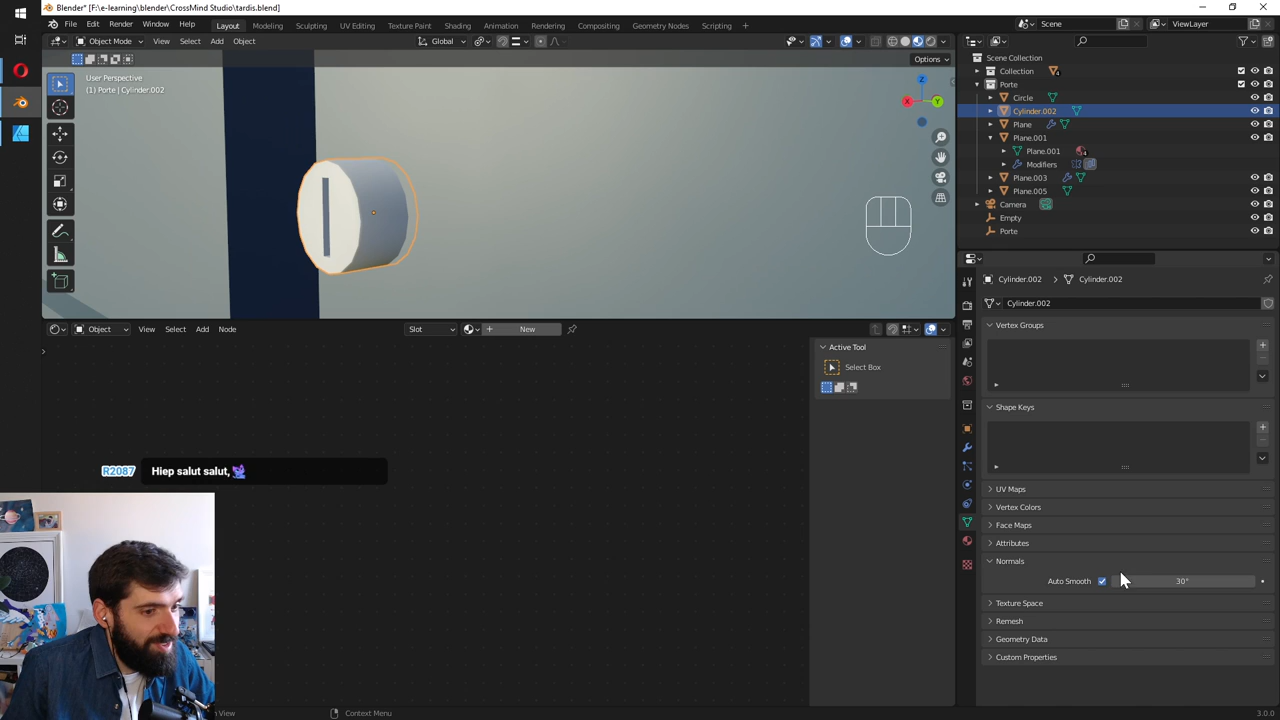 Blender* [F:\e-learning\blender\CrossMind Studio\tardis.blend]
File Edit Render Window Help Layout Modeling Sculpting UV Editing Texture Paint Shading Animation Rendering Compositing Geometry Nodes Scripting + Scene ViewLayer
Object Mode View Select Add Object Global
Options
User Perspective
(1) Porte | Cylinder.002
Z
X
Y
Scene Collection
Collection 4
Porte
Circle
Cylinder.002
Plane
Plane.001
Plane.001 4
Modifiers
Plane.003
Plane.005
Camera
Empty
Porte
Cylinder.002 > Cylinder.002
Cylinder.002
Vertex Groups
Shape Keys
UV Maps
Vertex Colors
Face Maps
Attributes
Normals
Auto Smooth 30°
Texture Space
Remesh
Geometry Data
Custom Properties
Object View Select Add Node Slot New
Active Tool
Select Box
R2087 Hiep salut salut,
View Context Menu 3.0.0